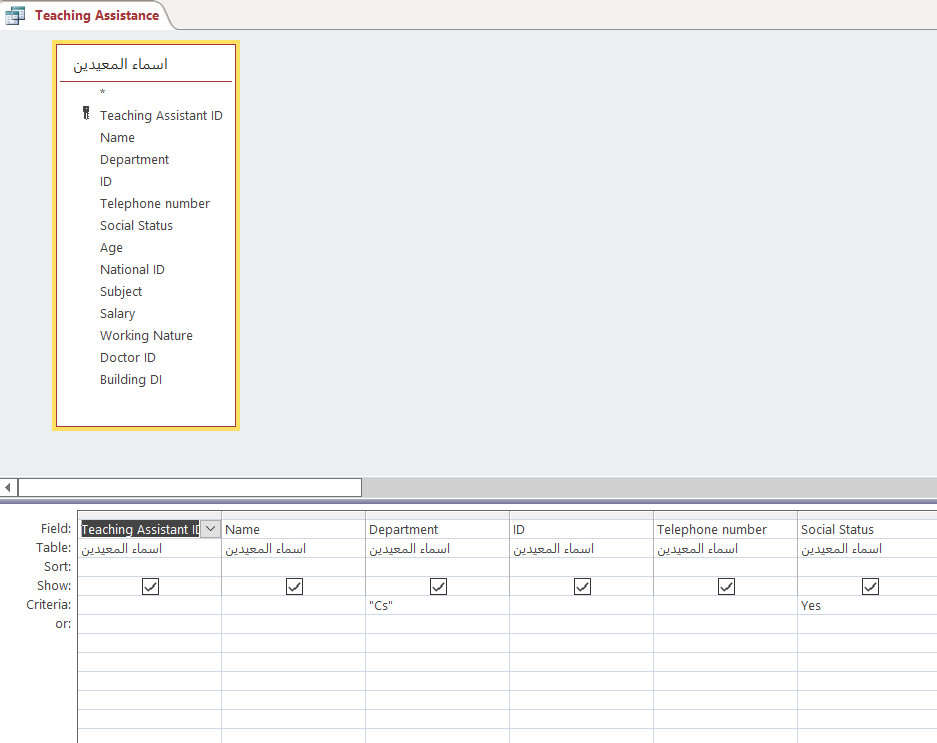 Teaching Assistance
اسماء المعيدين
*
Teaching Assistant ID
Name
Department
ID
Telephone number
Social Status
Age
National ID
Subject
Salary
Working Nature
Doctor ID
Building DI
Field: Teaching Assistant ID Name Department ID Telephone number Social Status
Table: اسماء المعيدين اسماء المعيدين اسماء المعيدين اسماء المعيدين اسماء المعيدين اسماء المعيدين
Sort:
Show:
Criteria: "Cs" Yes
or: